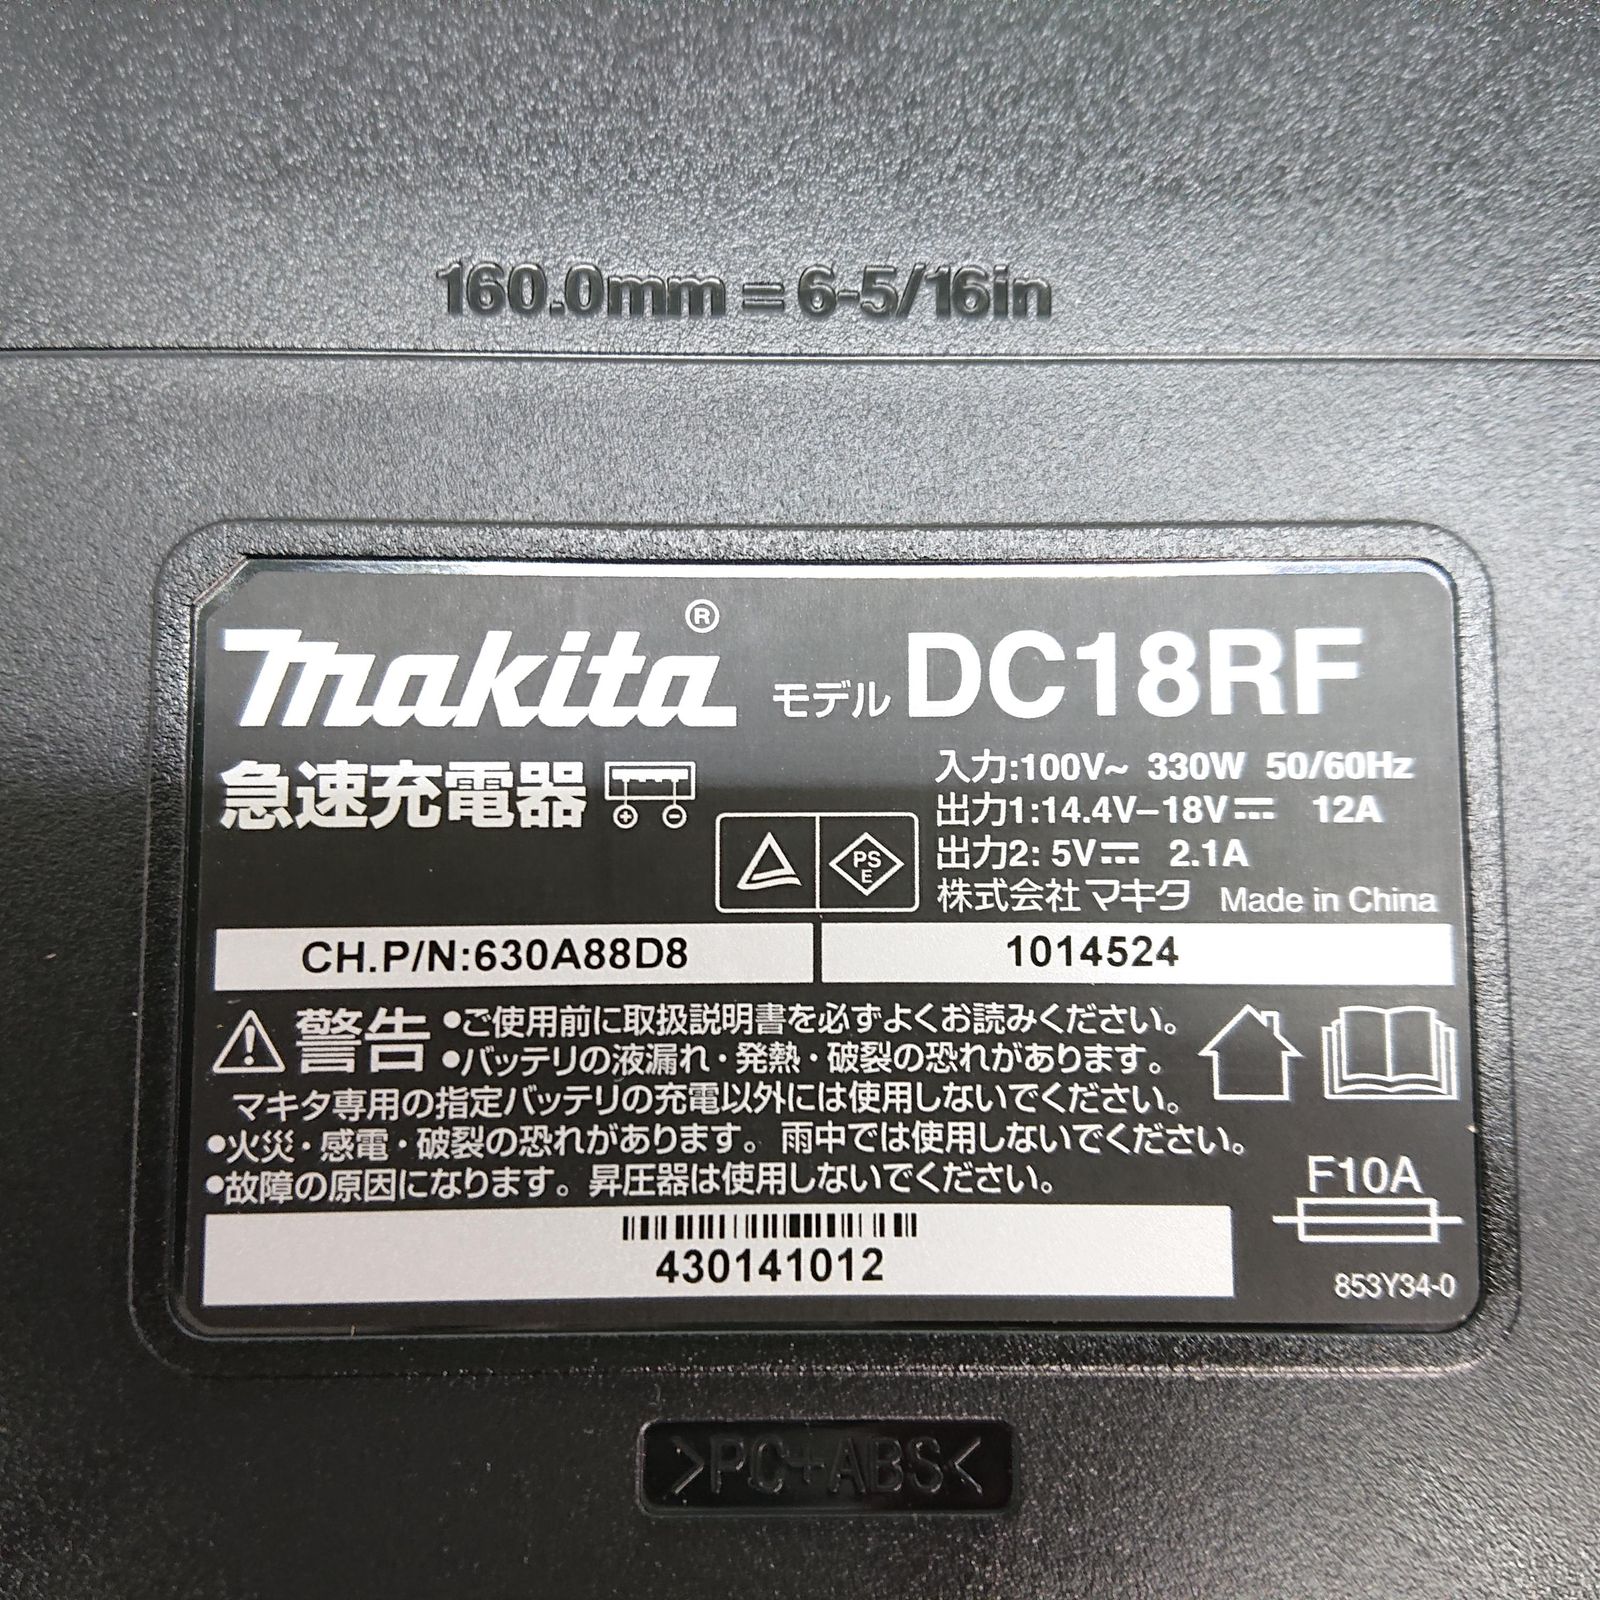 160.0mm = 6-5/16in
makita® モデル DC18RF
急速充電器
入力:100V~ 330W 50/60Hz
出力1:14.4V–18V⎓ 12A
出力2: 5V⎓ 2.1A
PS
E
株式会社マキタ Made in China
CH.P/N:630A88D8 1014524
警告 •ご使用前に取扱説明書を必ずよくお読みください。
•バッテリの液漏れ・発熱・破裂の恐れがあります。
マキタ専用の指定バッテリの充電以外には使用しないでください。
•火災・感電・破裂の恐れがあります。雨中では使用しないでください。
•故障の原因になります。昇圧器は使用しないでください。
F10A
430141012
853Y34-0
>PC+ABS<